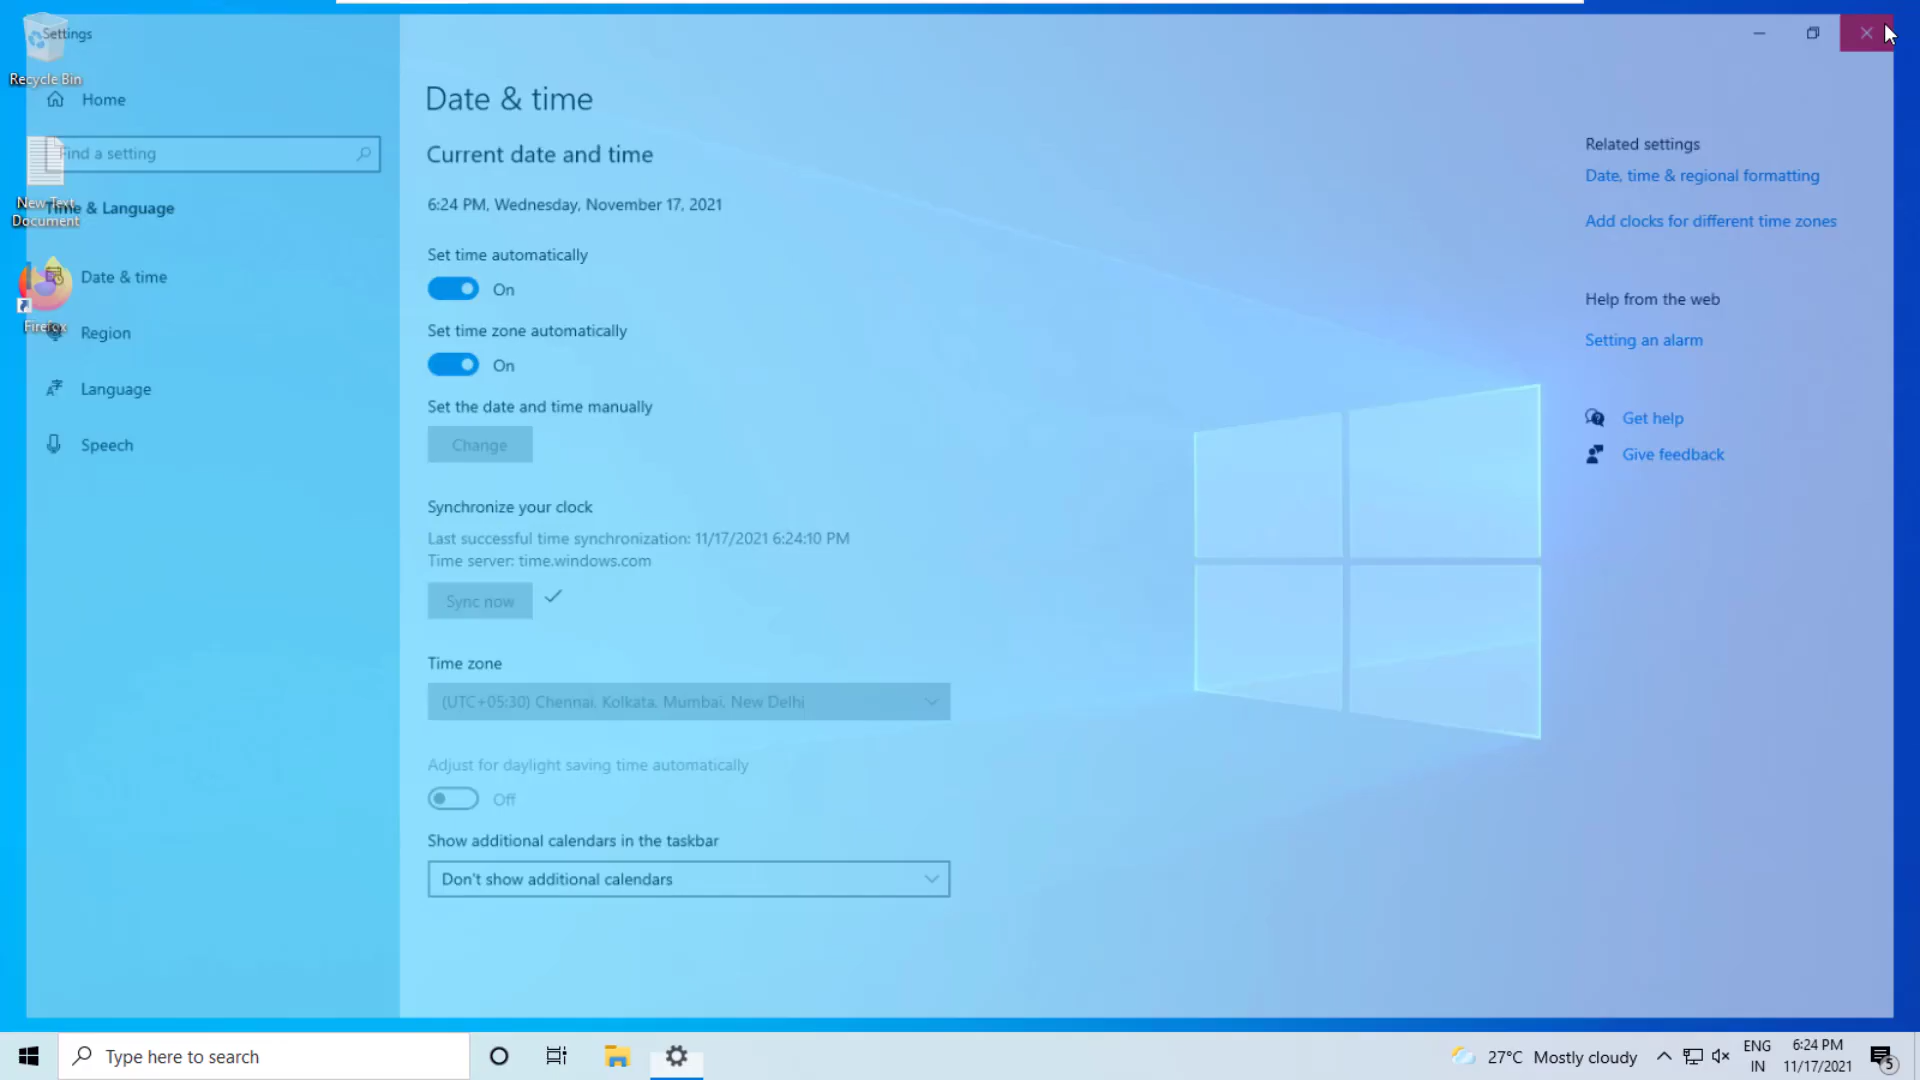 Settings
Recycle Bin
Home
Find a setting
New Text
Document
Time & Language
Date & time
Firefox
Region
Language
Speech
Date & time
Current date and time
6:24 PM, Wednesday, November 17, 2021
Set time automatically
On
Set time zone automatically
On
Set the date and time manually
Change
Synchronize your clock
Last successful time synchronization: 11/17/2021 6:24:10 PM
Time server: time.windows.com
Sync now
Time zone
(UTC+05:30) Chennai, Kolkata, Mumbai, New Delhi
Adjust for daylight saving time automatically
Off
Show additional calendars in the taskbar
Don't show additional calendars
Related settings
Date, time & regional formatting
Add clocks for different time zones
Help from the web
Setting an alarm
Get help
Give feedback
Type here to search
27°C Mostly cloudy
ENG
IN
6:24 PM
11/17/2021
5